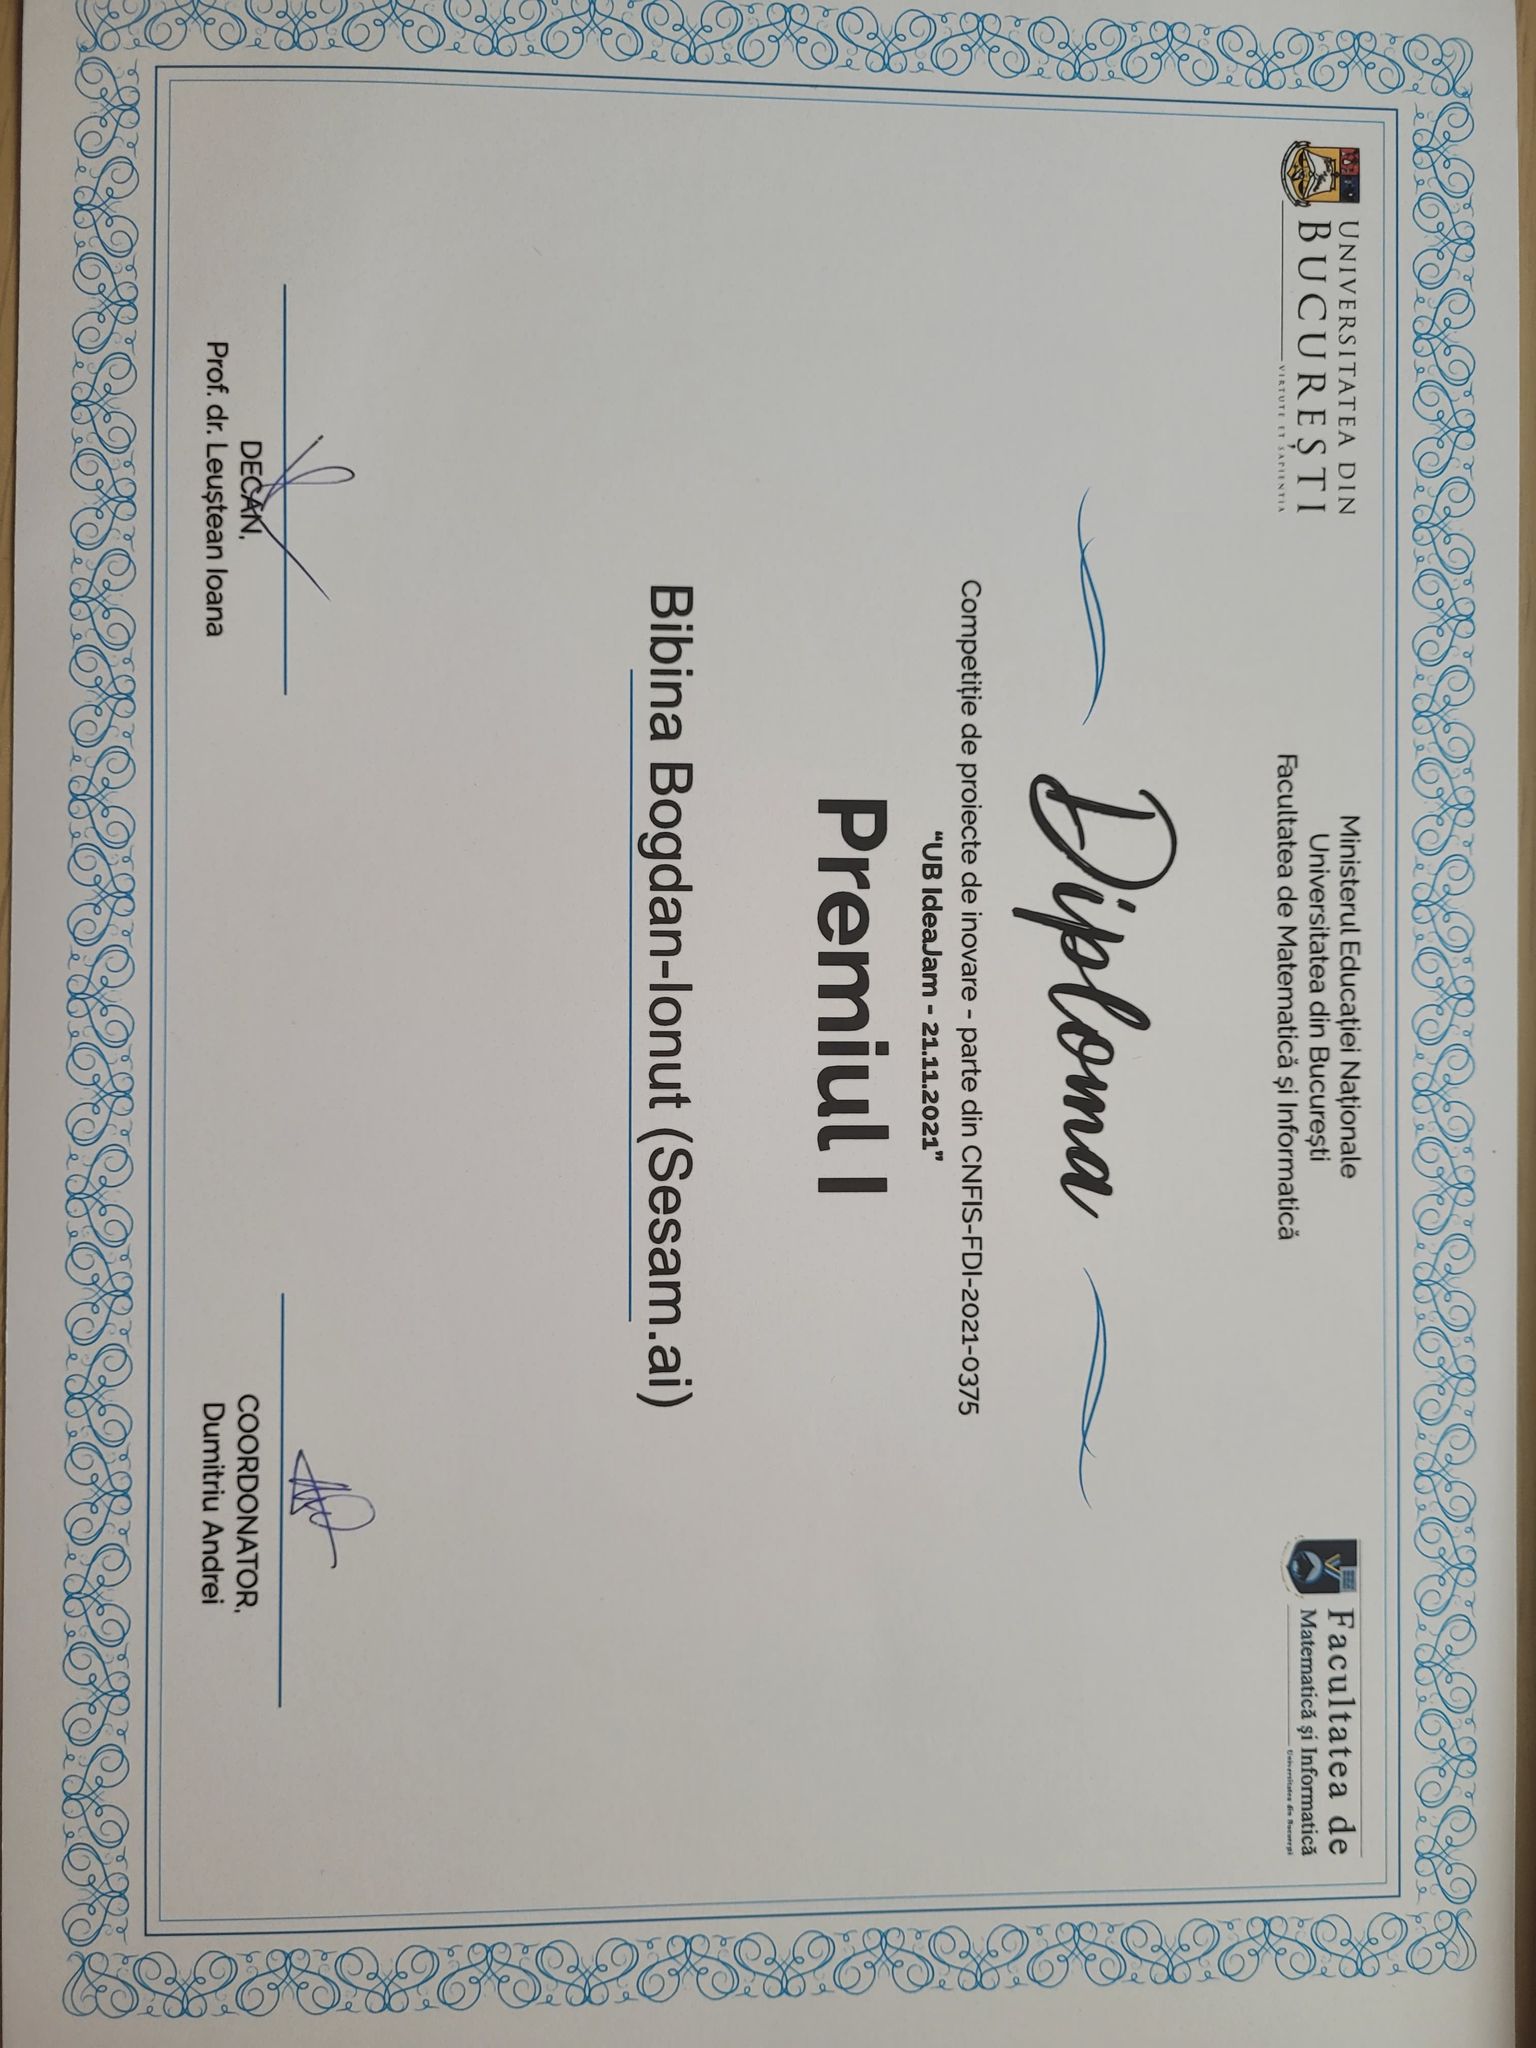 UNIVERSITATEA DIN
BUCUREȘTI
VIRTUTE ET SAPIENTIA
Ministerul Educației Naționale
Universitatea din București
Facultatea de Matematică și Informatică
Facultatea de
Matematică și Informatică
Universitatea din București
Diploma
Competiție de proiecte de inovare - parte din CNFIS-FDI-2021-0375
“UB IdeaJam - 21.11.2021”
Premiul I
Bibina Bogdan-Ionut (Sesam.ai)
DECAN,
Prof. dr. Leuștean Ioana
COORDONATOR,
Dumitriu Andrei